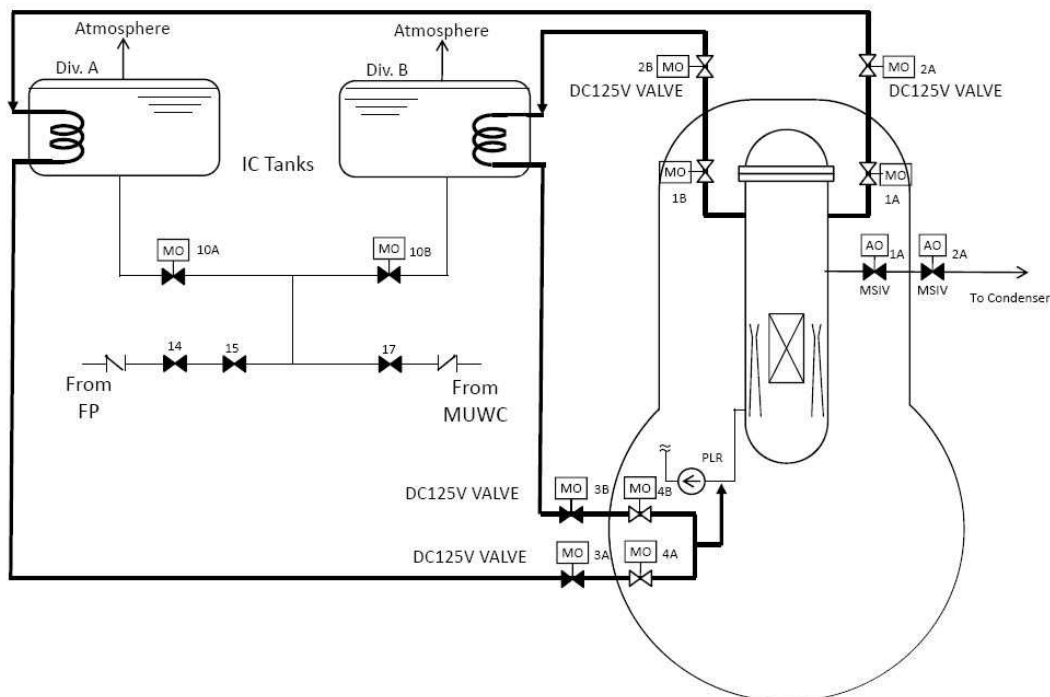 Atmosphere
Atmosphere
Div. A
Div. B
2B
MO
MO
2A
DC125V VALVE
DC125V VALVE
IC Tanks
MO
1B
MO
1A
MO
10A
MO
10B
AO
1A
AO
2A
MSIV
MSIV
To Condenser
14
15
17
From
FP
From
MUWC
≈
PLR
DC125V VALVE
MO
3B
MO
4B
DC125V VALVE
MO
3A
MO
4A